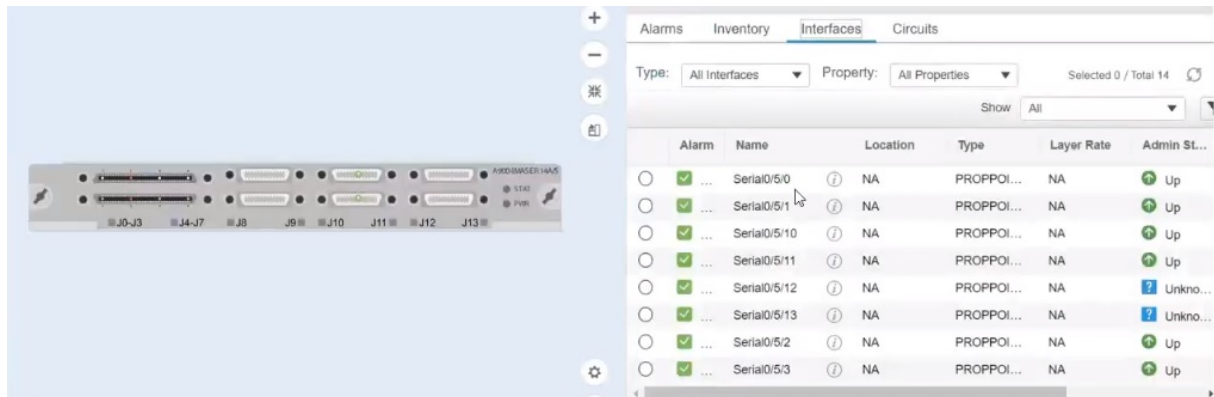 Alarms Inventory Interfaces Circuits
Type: All Interfaces Property: All Properties Selected 0 / Total 14
Show All
Alarm Name Location Type Layer Rate Admin St...
... Serial0/5/0 NA PROPPOI... NA Up
... Serial0/5/1 NA PROPPOI... NA Up
... Serial0/5/10 NA PROPPOI... NA Up
... Serial0/5/11 NA PROPPOI... NA Up
... Serial0/5/12 NA PROPPOI... NA ? Unkno...
... Serial0/5/13 NA PROPPOI... NA ? Unkno...
... Serial0/5/2 NA PROPPOI... NA Up
... Serial0/5/3 NA PROPPOI... NA Up
STAT
PWR
J0-J3 J4-J7 J8 J9 J10 J11 J12 J13